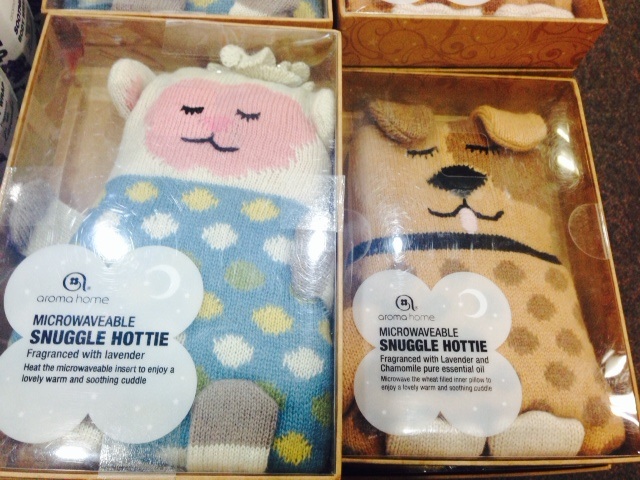 aroma home
MICROWAVEABLE
SNUGGLE HOTTIE
Fragranced with lavender
Heat the microwaveable insert to enjoy a
lovely warm and soothing cuddle
aroma home
MICROWAVEABLE
SNUGGLE HOTTIE
Fragranced with Lavender and
Chamomile pure essential oil
Microwave the wheat filled inner pillow to
enjoy a lovely warm and soothing cuddle